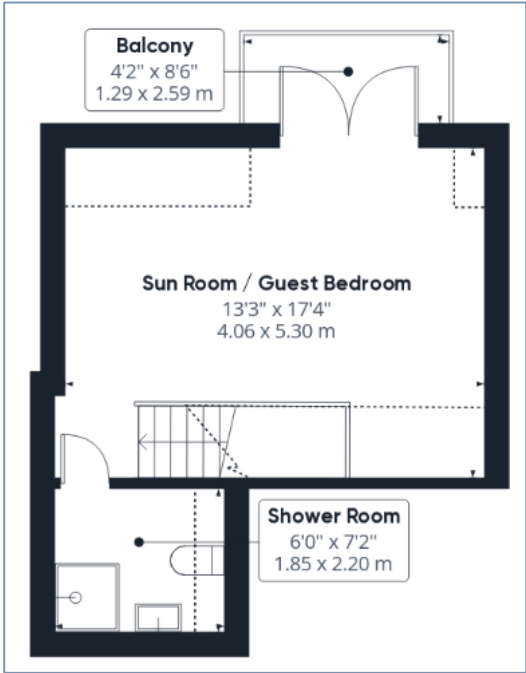 Balcony
4'2" x 8'6"
1.29 x 2.59 m
Sun Room / Guest Bedroom
13'3" x 17'4"
4.06 x 5.30 m
Shower Room
6'0" x 7'2"
1.85 x 2.20 m